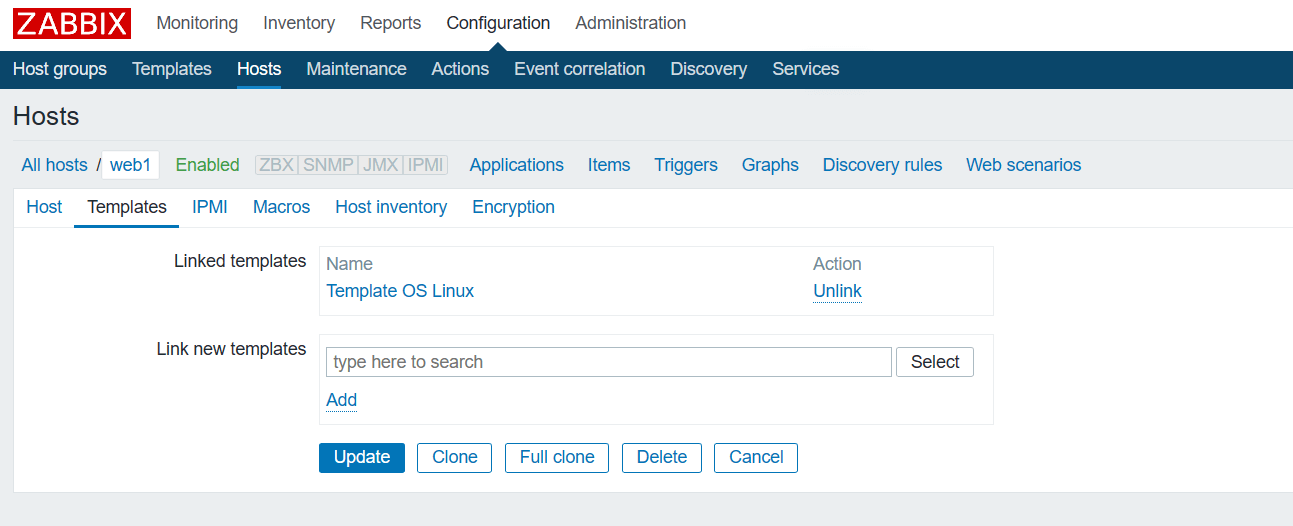 ZABBIX Monitoring Inventory Reports Configuration Administration
Host groups Templates Hosts Maintenance Actions Event correlation Discovery Services
Hosts
All hosts / web1 Enabled ZBX SNMP JMX IPMI Applications Items Triggers Graphs Discovery rules Web scenarios
Host Templates IPMI Macros Host inventory Encryption
Linked templates Name Action
Template OS Linux Unlink
Link new templates type here to search Select
Add
Update Clone Full clone Delete Cancel